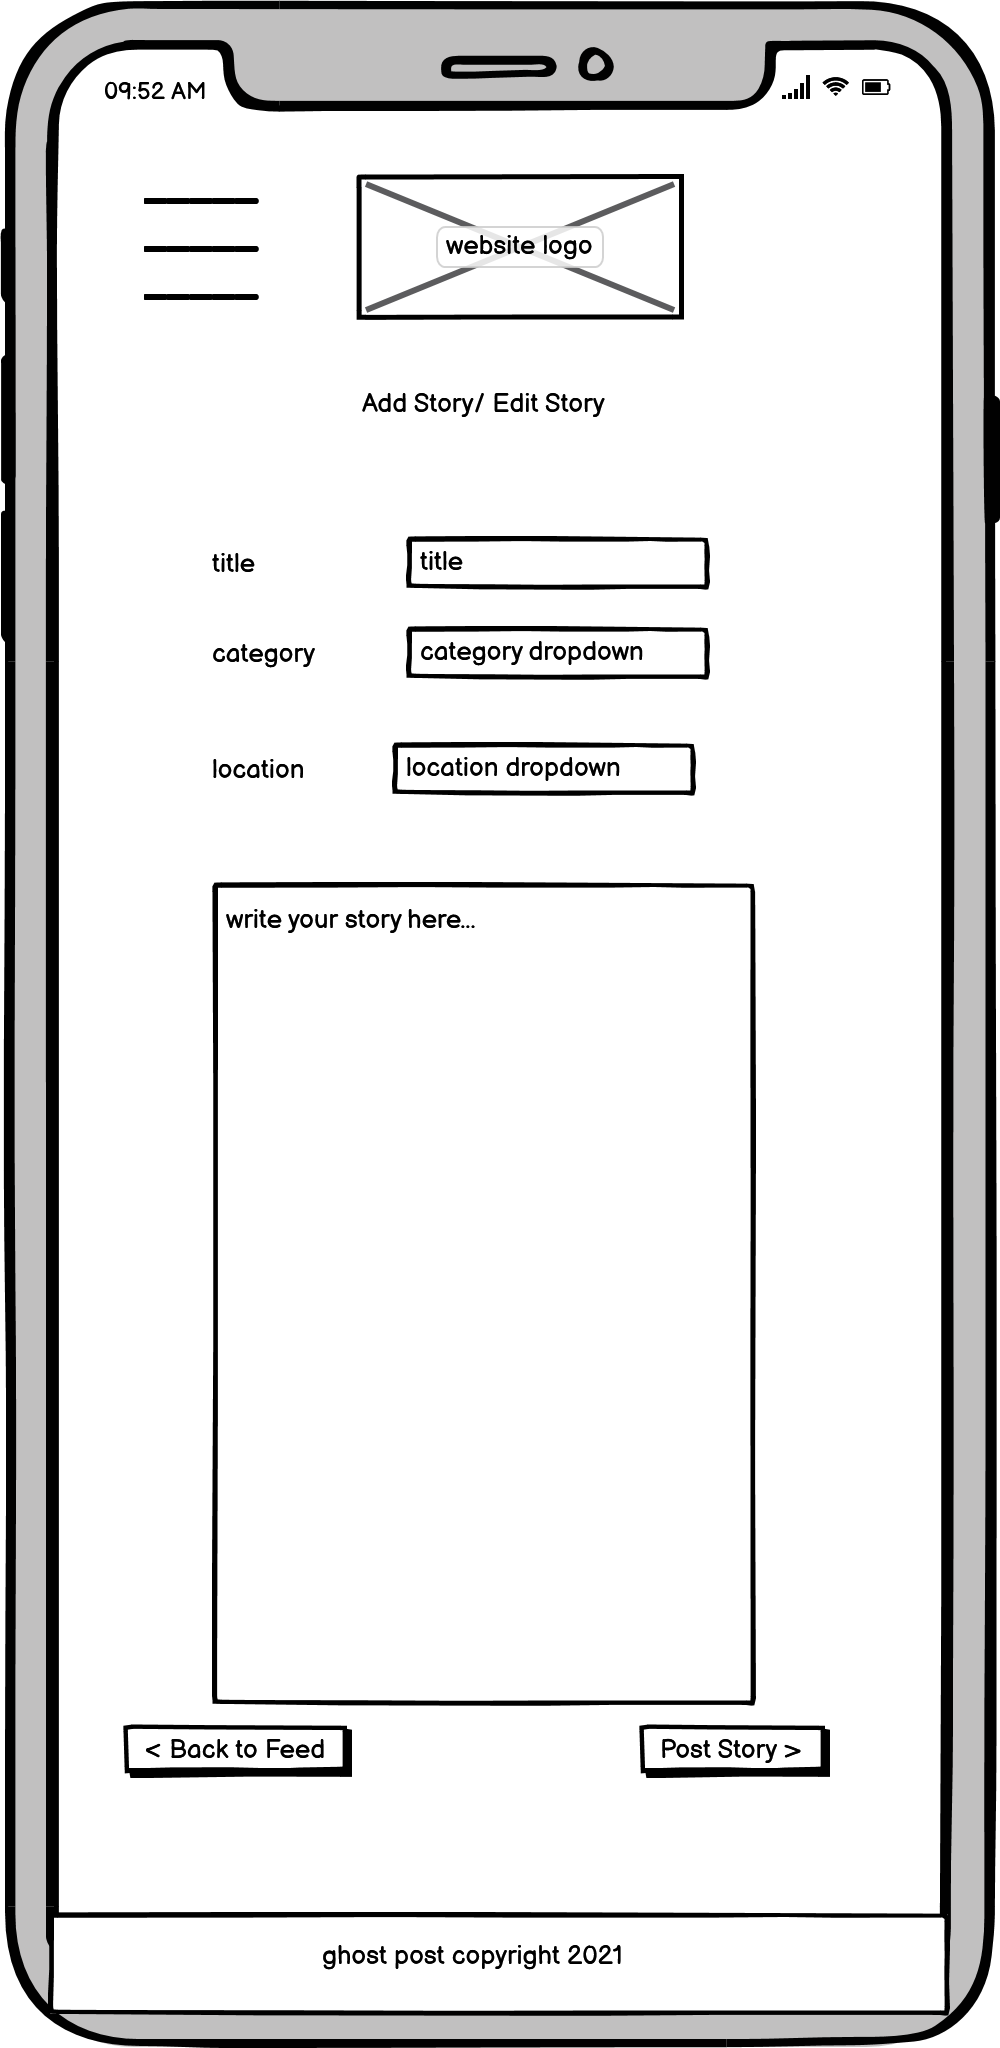 09:52 AM
website logo
Add Story/ Edit Story
title
title
category
category dropdown
location
location dropdown
write your story here...
< Back to Feed
Post Story >
ghost post copyright 2021